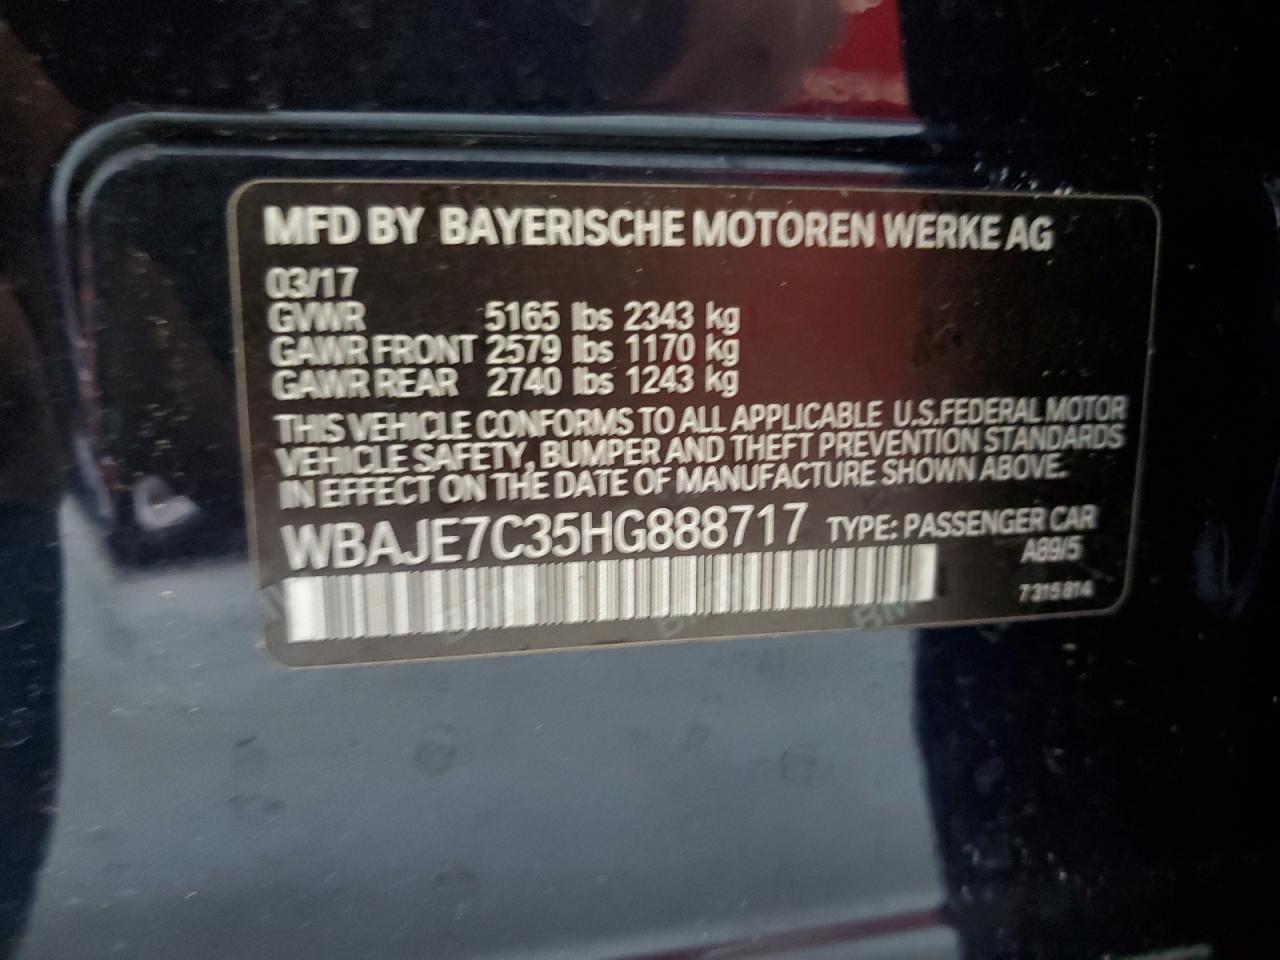 MFD BY BAYERISCHE MOTOREN WERKE AG
03/17
GVWR 5165 lbs 2343 kg
GAWR FRONT 2579 lbs 1170 kg
GAWR REAR 2740 lbs 1243 kg
THIS VEHICLE CONFORMS TO ALL APPLICABLE U.S.FEDERAL MOTOR
VEHICLE SAFETY, BUMPER AND THEFT PREVENTION STANDARDS
IN EFFECT ON THE DATE OF MANUFACTURE SHOWN ABOVE.
WBAJE7C35HG888717 TYPE: PASSENGER CAR
A89/5
7315814